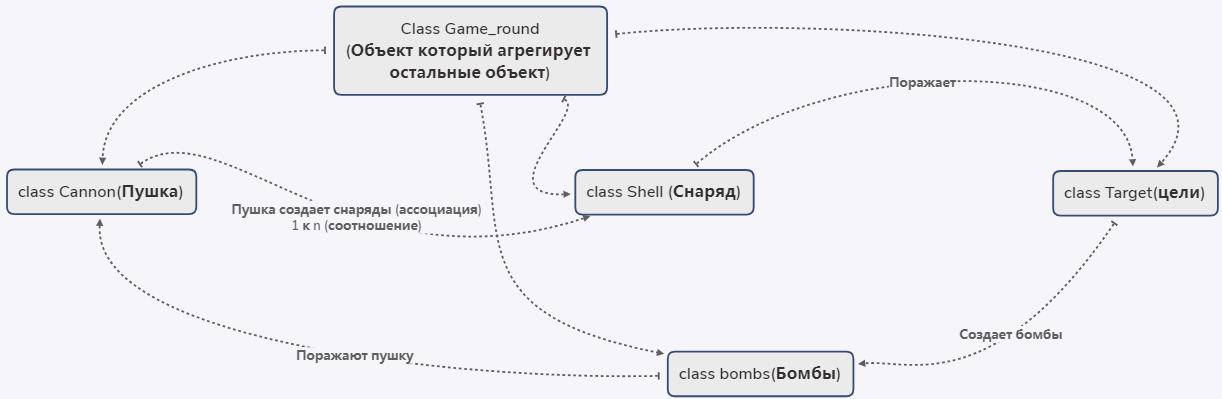 Class Game_round
(Объект который агрегирует
остальные объект)
Поражает
class Cannon(Пушка)
class Shell (Снаряд)
class Target(цели)
Пушка создает снаряды (ассоциация)
1 к n (соотношение)
Создает бомбы
Поражают пушку
class bombs(Бомбы)